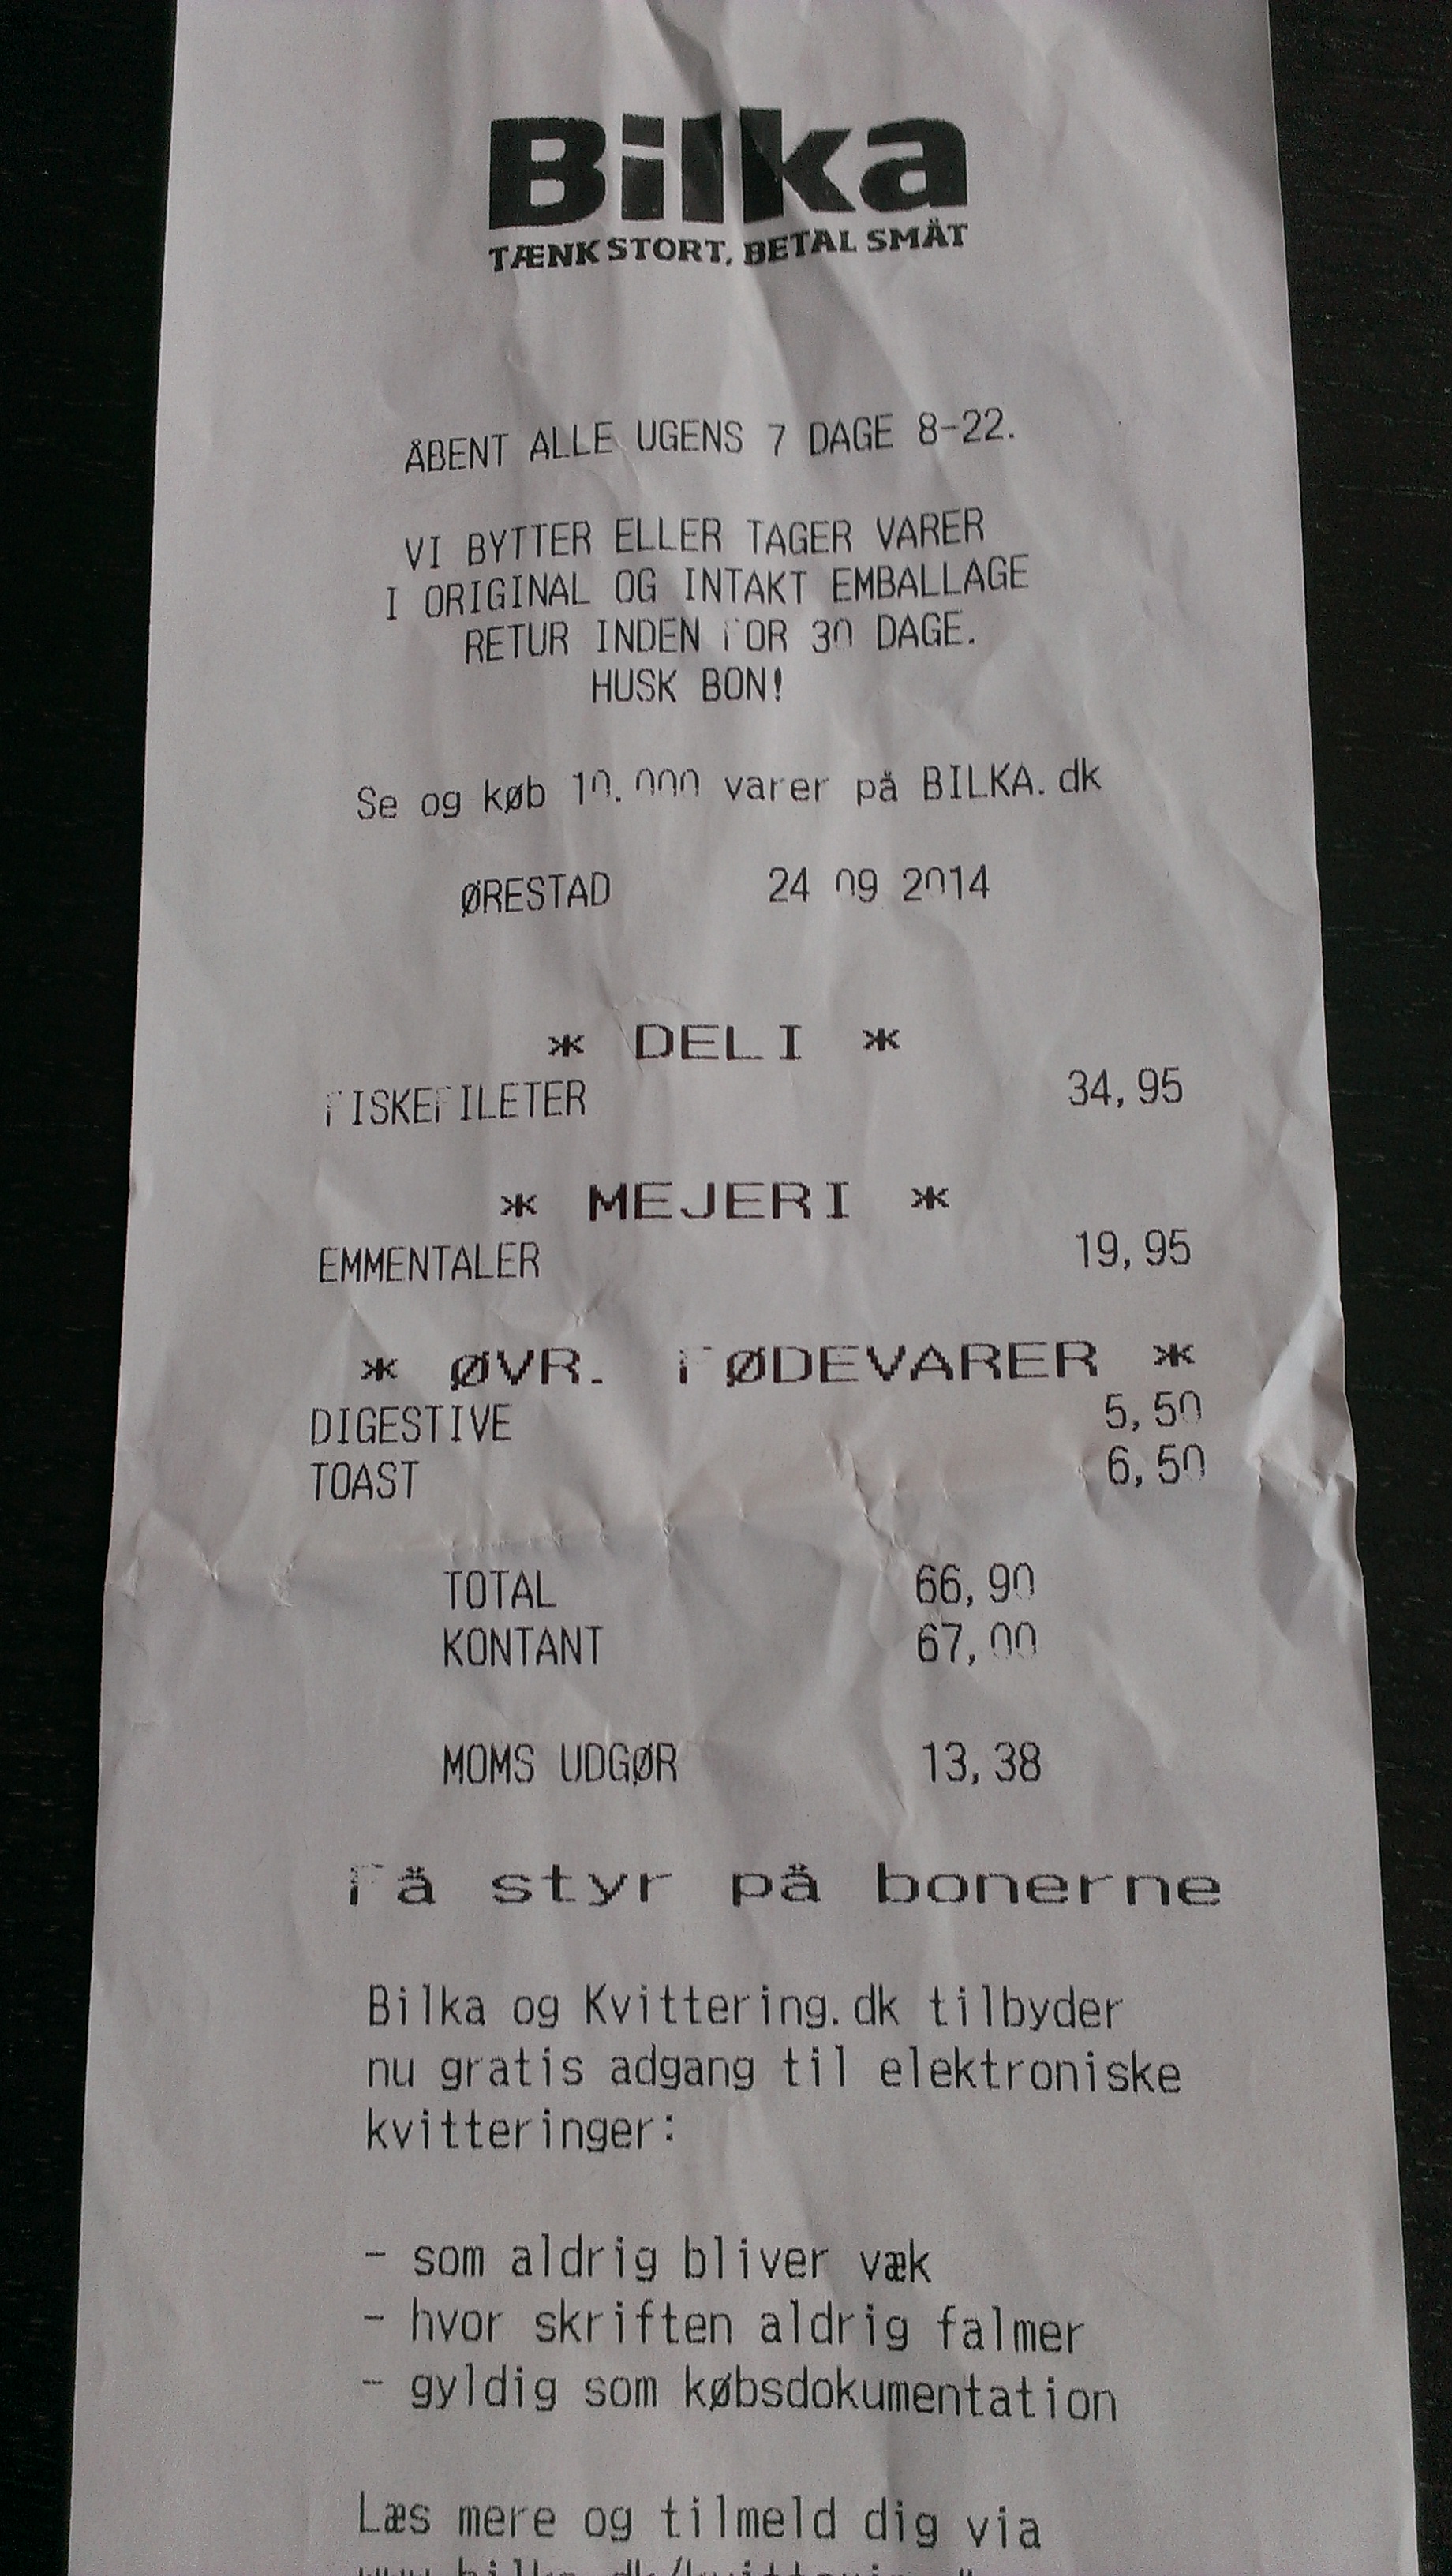 Bilka
TÆNK STORT, BETAL SMÅT
ÅBENT ALLE UGENS 7 DAGE 8-22.
VI BYTTER ELLER TAGER VARER
I ORIGINAL OG INTAKT EMBALLAGE
RETUR INDEN FOR 30 DAGE.
HUSK BON!
Se og køb 10.000 varer på BILKA.dk
ØRESTAD 24 09 2014
* DELI *
FISKEFILETER 34,95
* MEJERI *
EMMENTALER 19,95
* ØVR. FØDEVARER *
DIGESTIVE 5,50
TOAST 6,50
TOTAL 66,90
KONTANT 67,00
MOMS UDGØR 13,38
Få styr på bonerne
Bilka og Kvittering.dk tilbyder
nu gratis adgang til elektroniske
kvitteringer:
- som aldrig bliver væk
- hvor skriften aldrig falmer
- gyldig som købsdokumentation
Læs mere og tilmeld dig via